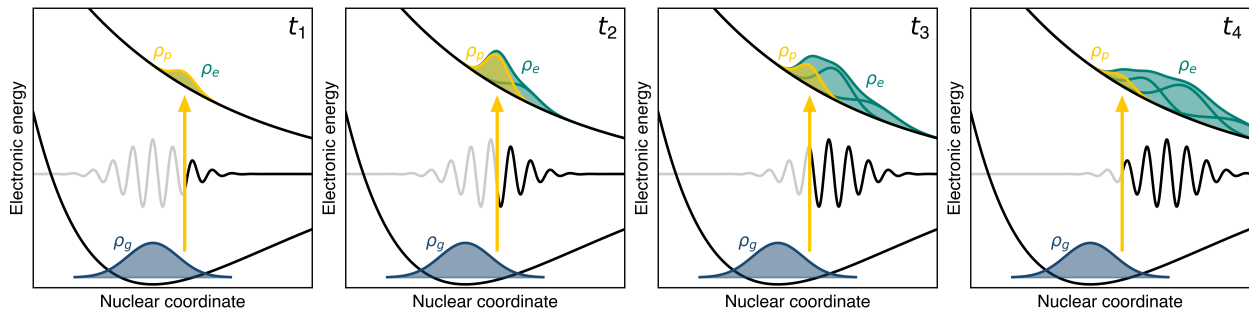 t₁
ρₚ
ρₑ
Electronic energy
ρg
Nuclear coordinate
t₂
ρₚ
ρₑ
Electronic energy
ρg
Nuclear coordinate
t₃
ρₚ
ρₑ
Electronic energy
ρg
Nuclear coordinate
t₄
ρₚ
ρₑ
Electronic energy
ρg
Nuclear coordinate